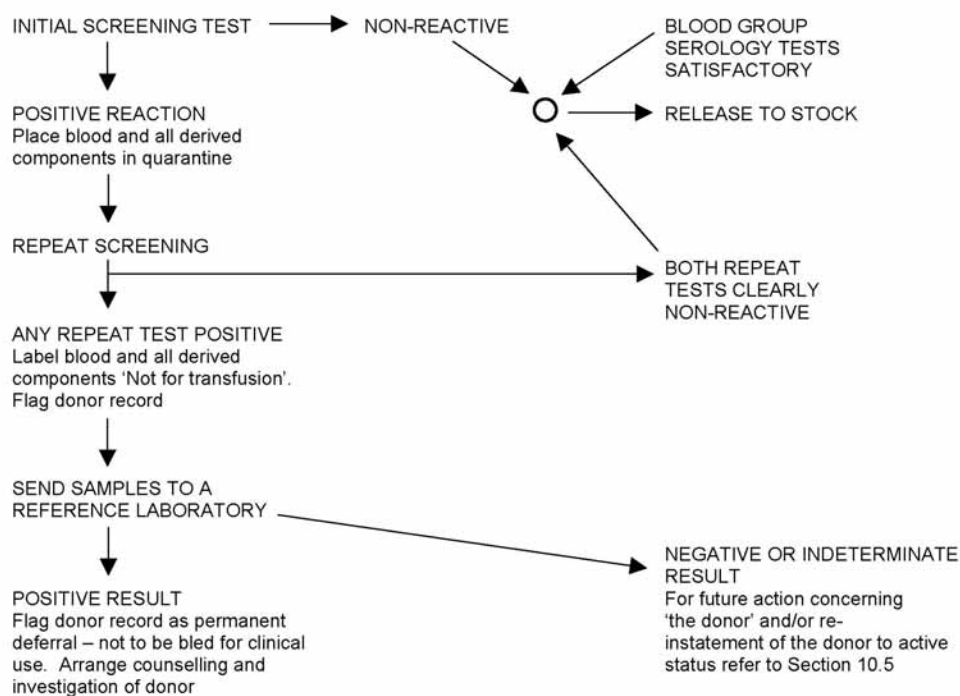 INITIAL SCREENING TEST
NON-REACTIVE
BLOOD GROUP
SEROLOGY TESTS
SATISFACTORY
POSITIVE REACTION
Place blood and all derived
components in quarantine
RELEASE TO STOCK
REPEAT SCREENING
BOTH REPEAT
TESTS CLEARLY
NON-REACTIVE
ANY REPEAT TEST POSITIVE
Label blood and all derived
components ‘Not for transfusion’.
Flag donor record
SEND SAMPLES TO A
REFERENCE LABORATORY
NEGATIVE OR INDETERMINATE
RESULT
For future action concerning
‘the donor’ and/or re-
instatement of the donor to active
status refer to Section 10.5
POSITIVE RESULT
Flag donor record as permanent
deferral – not to be bled for clinical
use. Arrange counselling and
investigation of donor